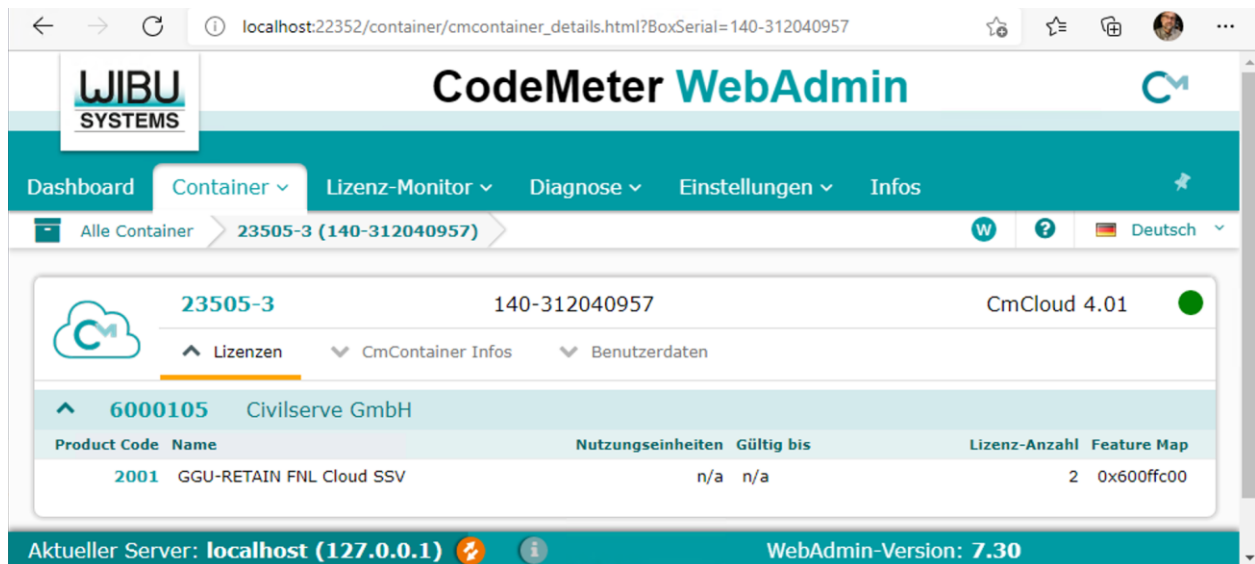 localhost:22352/container/cmcontainer_details.html?BoxSerial=140-312040957
WIBU SYSTEMS
CodeMeter WebAdmin
CM
Dashboard Container Lizenz-Monitor Diagnose Einstellungen Infos
Alle Container 23505-3 (140-312040957) W ? Deutsch
CM 23505-3 140-312040957 CmCloud 4.01
Lizenzen CmContainer Infos Benutzerdaten
6000105 Civilserve GmbH
Product Code Name Nutzungseinheiten Gültig bis Lizenz-Anzahl Feature Map
2001 GGU-RETAIN FNL Cloud SSV n/a n/a 2 0x600ffc00
Aktueller Server: localhost (127.0.0.1) i WebAdmin-Version: 7.30